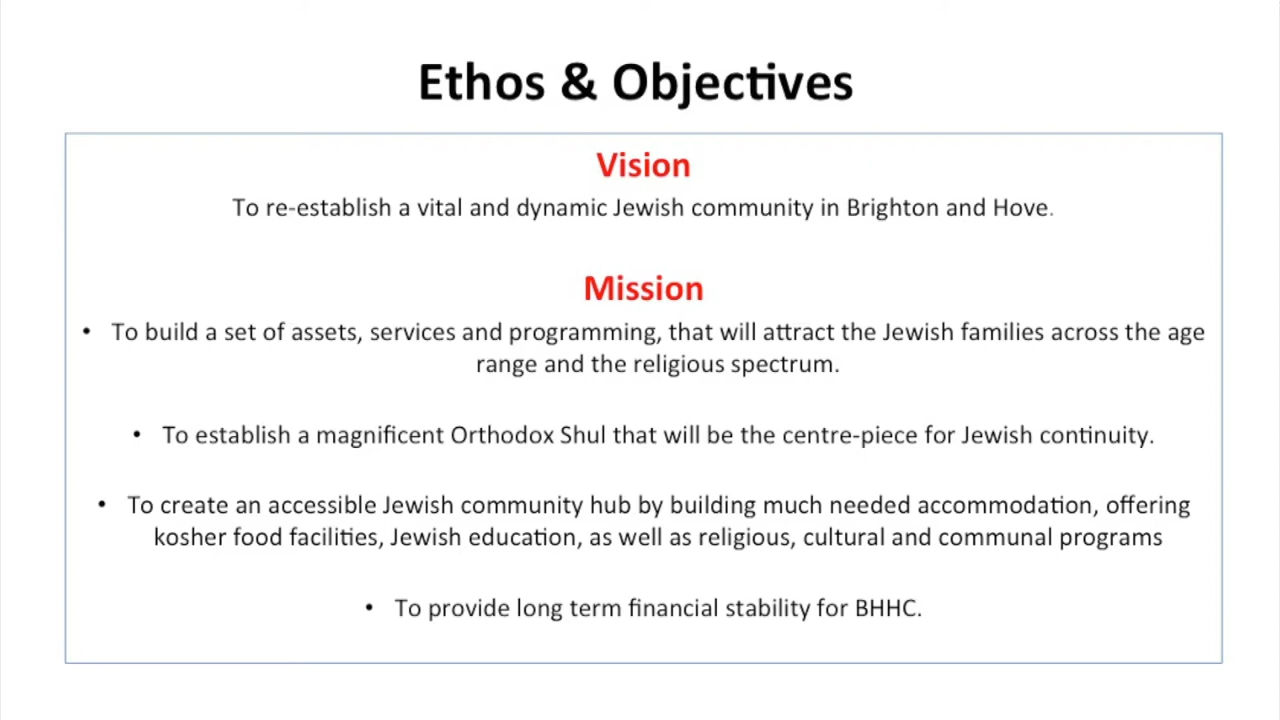 Ethos & Objectives
Vision
To re-establish a vital and dynamic Jewish community in Brighton and Hove.
Mission
• To build a set of assets, services and programming, that will attract the Jewish families across the age
range and the religious spectrum.
• To establish a magnificent Orthodox Shul that will be the centre-piece for Jewish continuity.
• To create an accessible Jewish community hub by building much needed accommodation, offering
kosher food facilities, Jewish education, as well as religious, cultural and communal programs
• To provide long term financial stability for BHHC.